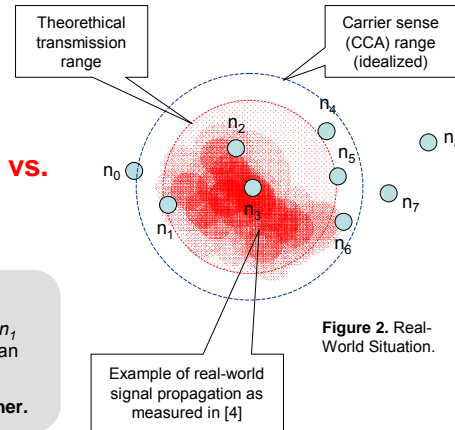 Theorethical
transmission
range
Carrier sense
(CCA) range
(idealized)
vs.
n0
n1
n2
n3
n4
n5
n6
n7
n1
an
her.
Figure 2. Real-
World Situation.
Example of real-world
signal propagation as
measured in [4]